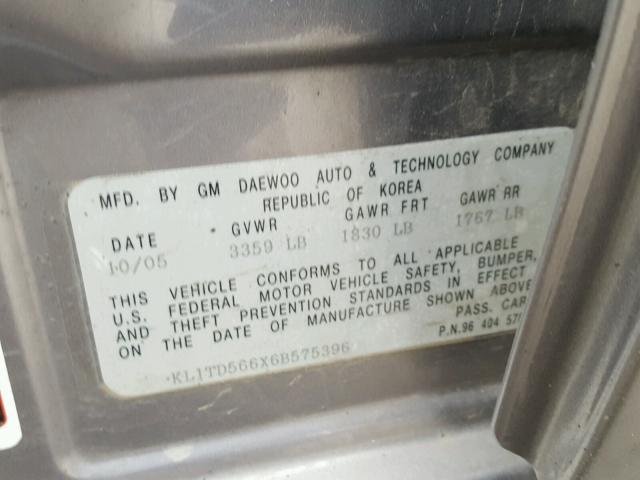 MFD. BY GM DAEWOO AUTO & TECHNOLOGY COMPANY
REPUBLIC OF KOREA
DATE GVWR GAWR FRT GAWR RR
10/05 3359 LB 1830 LB 1767 LB
THIS VEHICLE CONFORMS TO ALL APPLICABLE
U.S. FEDERAL MOTOR VEHICLE SAFETY, BUMPER,
AND THEFT PREVENTION STANDARDS IN EFFECT
ON THE DATE OF MANUFACTURE SHOWN ABOVE
PASS. CAR
P.N.96 404
*KL1TD566X6B575396